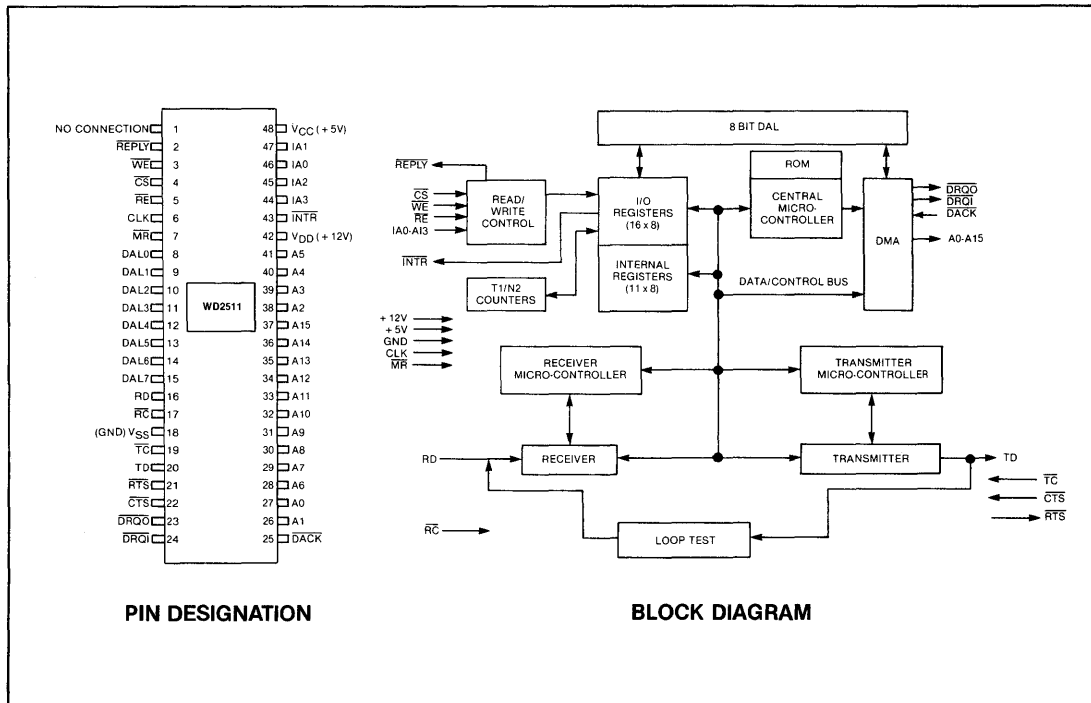 NO CONNECTION 1
REPLY 2
WE 3
CS 4
RE 5
CLK 6
MR 7
DAL0 8
DAL1 9
DAL2 10
DAL3 11
DAL4 12
DAL5 13
DAL6 14
DAL7 15
RD 16
RC 17
(GND) VSS 18
TC 19
TD 20
RTS 21
CTS 22
DRQO 23
DRQI 24
WD2511
48 VCC (+5V)
47 IA1
46 IA0
45 IA2
44 IA3
43 INTR
42 VDD (+12V)
41 A5
40 A4
39 A3
38 A2
37 A15
36 A14
35 A13
34 A12
33 A11
32 A10
31 A9
30 A8
29 A7
28 A6
27 A0
26 A1
25 DACK
PIN DESIGNATION
8 BIT DAL
REPLY
CS
WE
RE
IA0-AI3
READ/
WRITE
CONTROL
INTR
T1/N2
COUNTERS
I/O
REGISTERS
(16 x 8)
INTERNAL
REGISTERS
(11 x 8)
ROM
CENTRAL
MICRO-
CONTROLLER
DMA
DRQO
DRQI
DACK
A0-A15
DATA/CONTROL BUS
+ 12V
+ 5V
GND
CLK
MR
RECEIVER
MICRO-CONTROLLER
TRANSMITTER
MICRO-CONTROLLER
RD
RECEIVER
TRANSMITTER
TD
TC
CTS
RTS
RC
LOOP TEST
BLOCK DIAGRAM